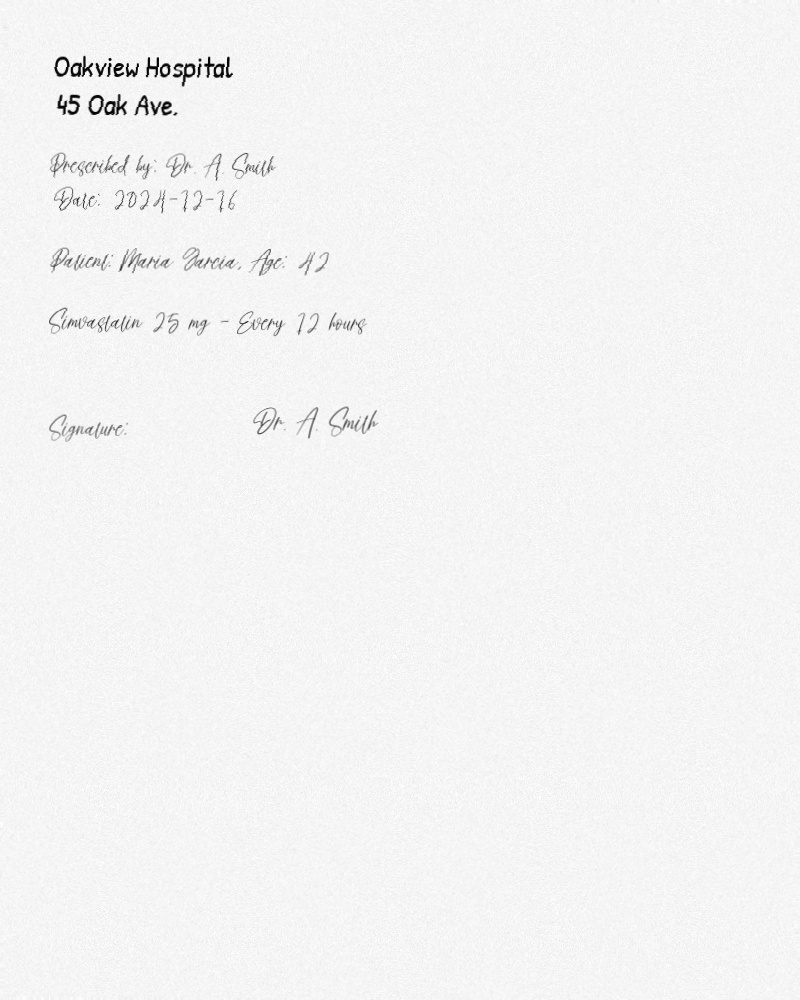 Oakview Hospital
45 Oak Ave.
Prescribed by: Dr. A. Smith
Date: 2024-12-16
Patient: Maria Garcia, Age: 42
Simvastatin 25 mg - Every 12 hours
Signature: Dr. A. Smith